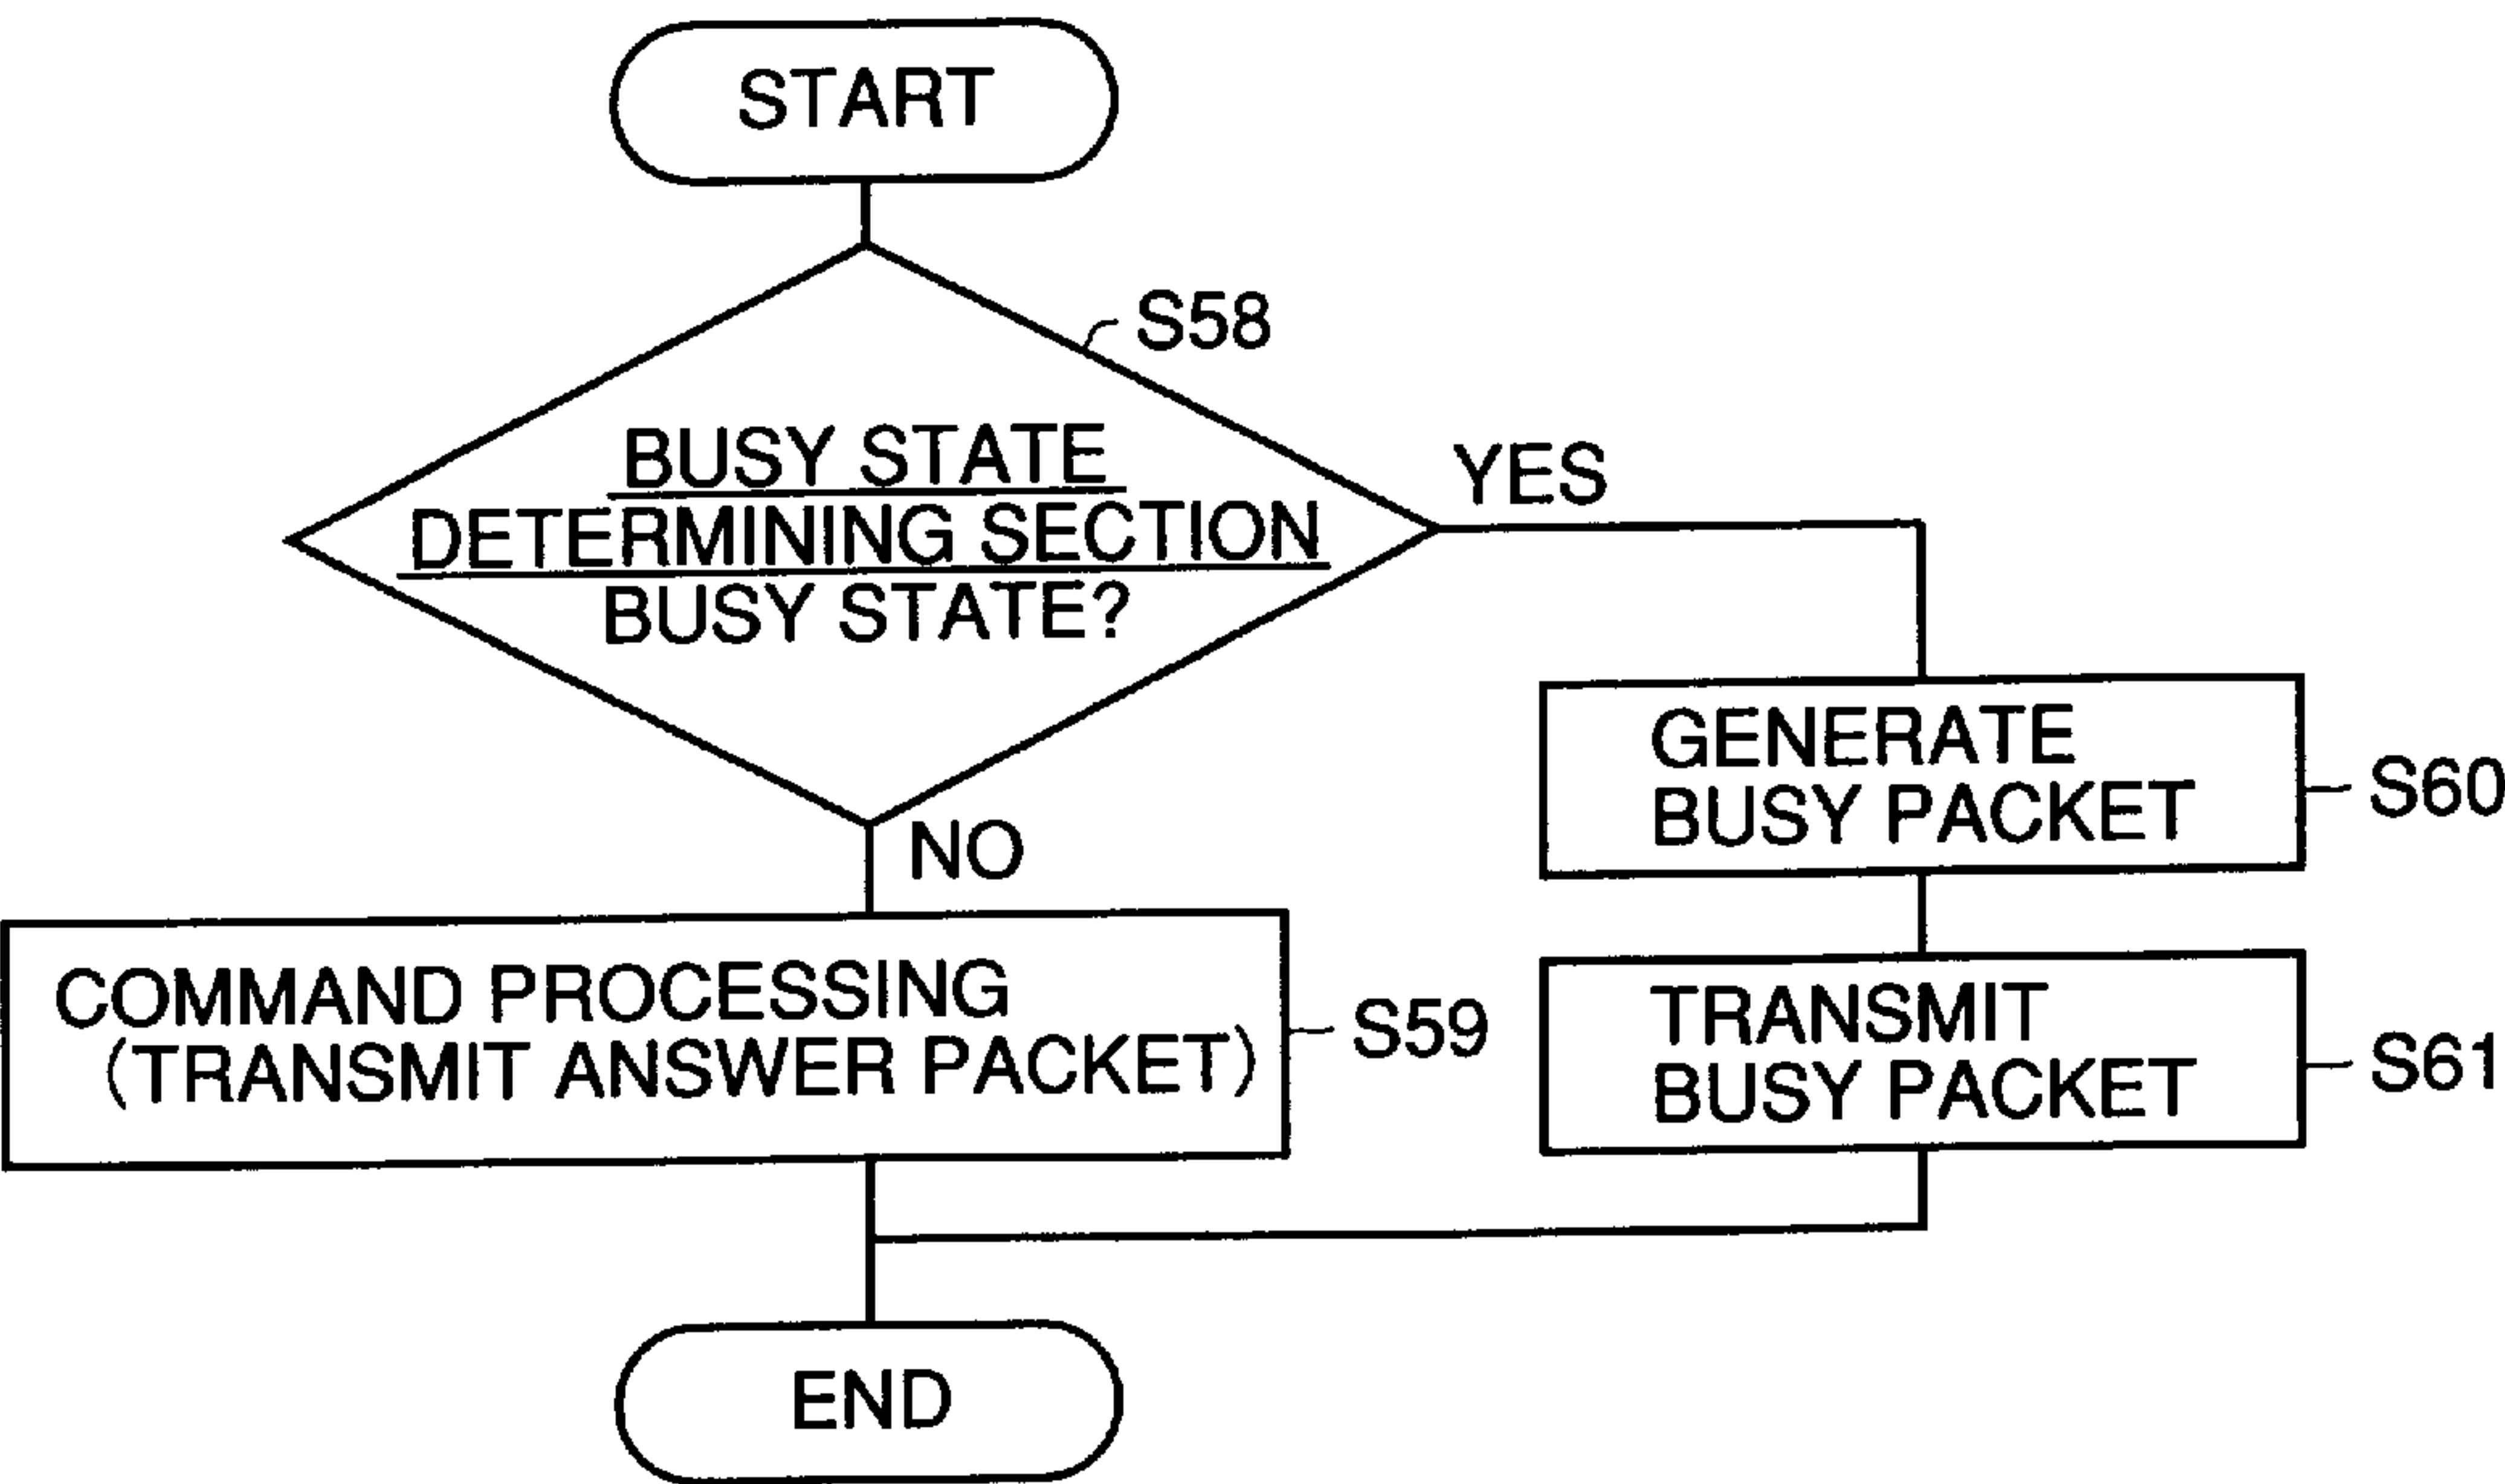 START
S58
BUSY STATE
DETERMINING SECTION
BUSY STATE?
YES
NO
GENERATE
BUSY PACKET
S60
COMMAND PROCESSING
(TRANSMIT ANSWER PACKET)
S59
TRANSMIT
BUSY PACKET
S61
END